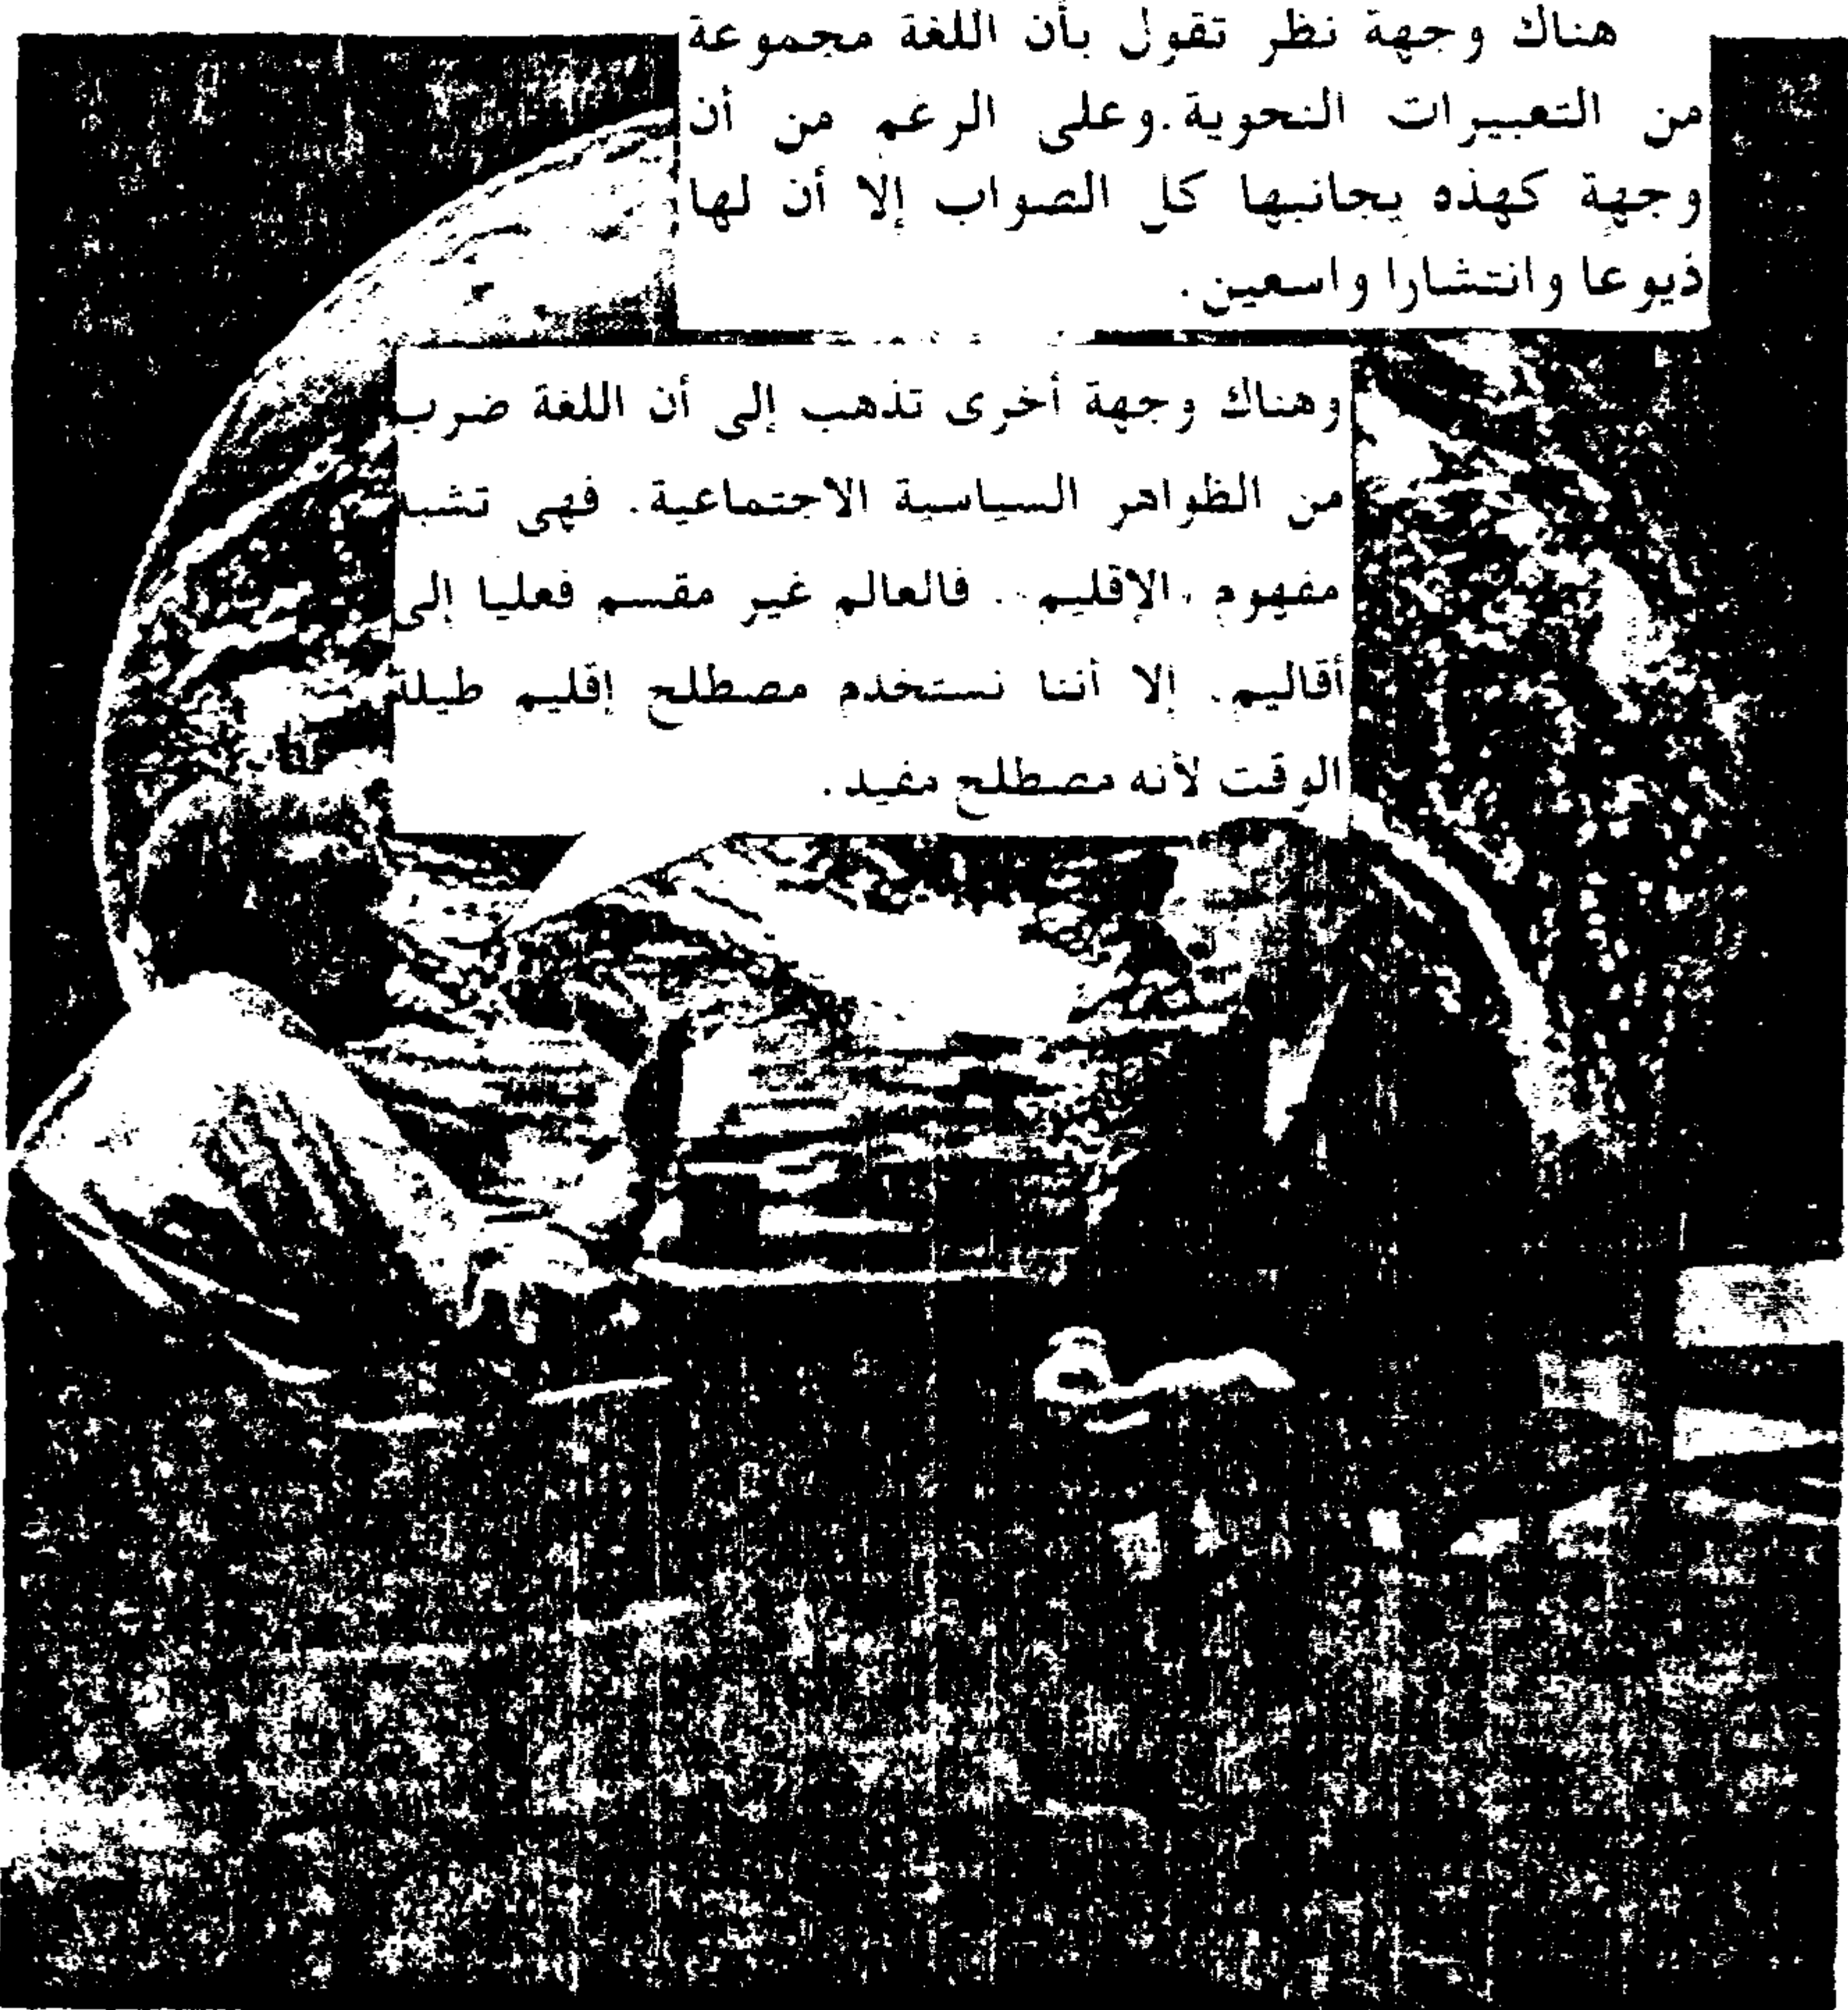 هناك وجهة نظر تقول بأن اللغة مجموعة
من التعبيرات النحوية. وعلى الرغم من أن
وجهة كهذه يجانبها كل الصواب إلا أن لها
ذيوعا وانتشارا واسعين.
وهناك وجهة أخرى تذهب إلى أن اللغة ضرب
من الظواهر السياسية الاجتماعية. فهى تشبه
مفهوم «الإقليم». فالعالم غير مقسم فعليا إلى
أقاليم. إلا أننا نستخدم مصطلح إقليم طيلة
الوقت لأنه مصطلح مفيد.